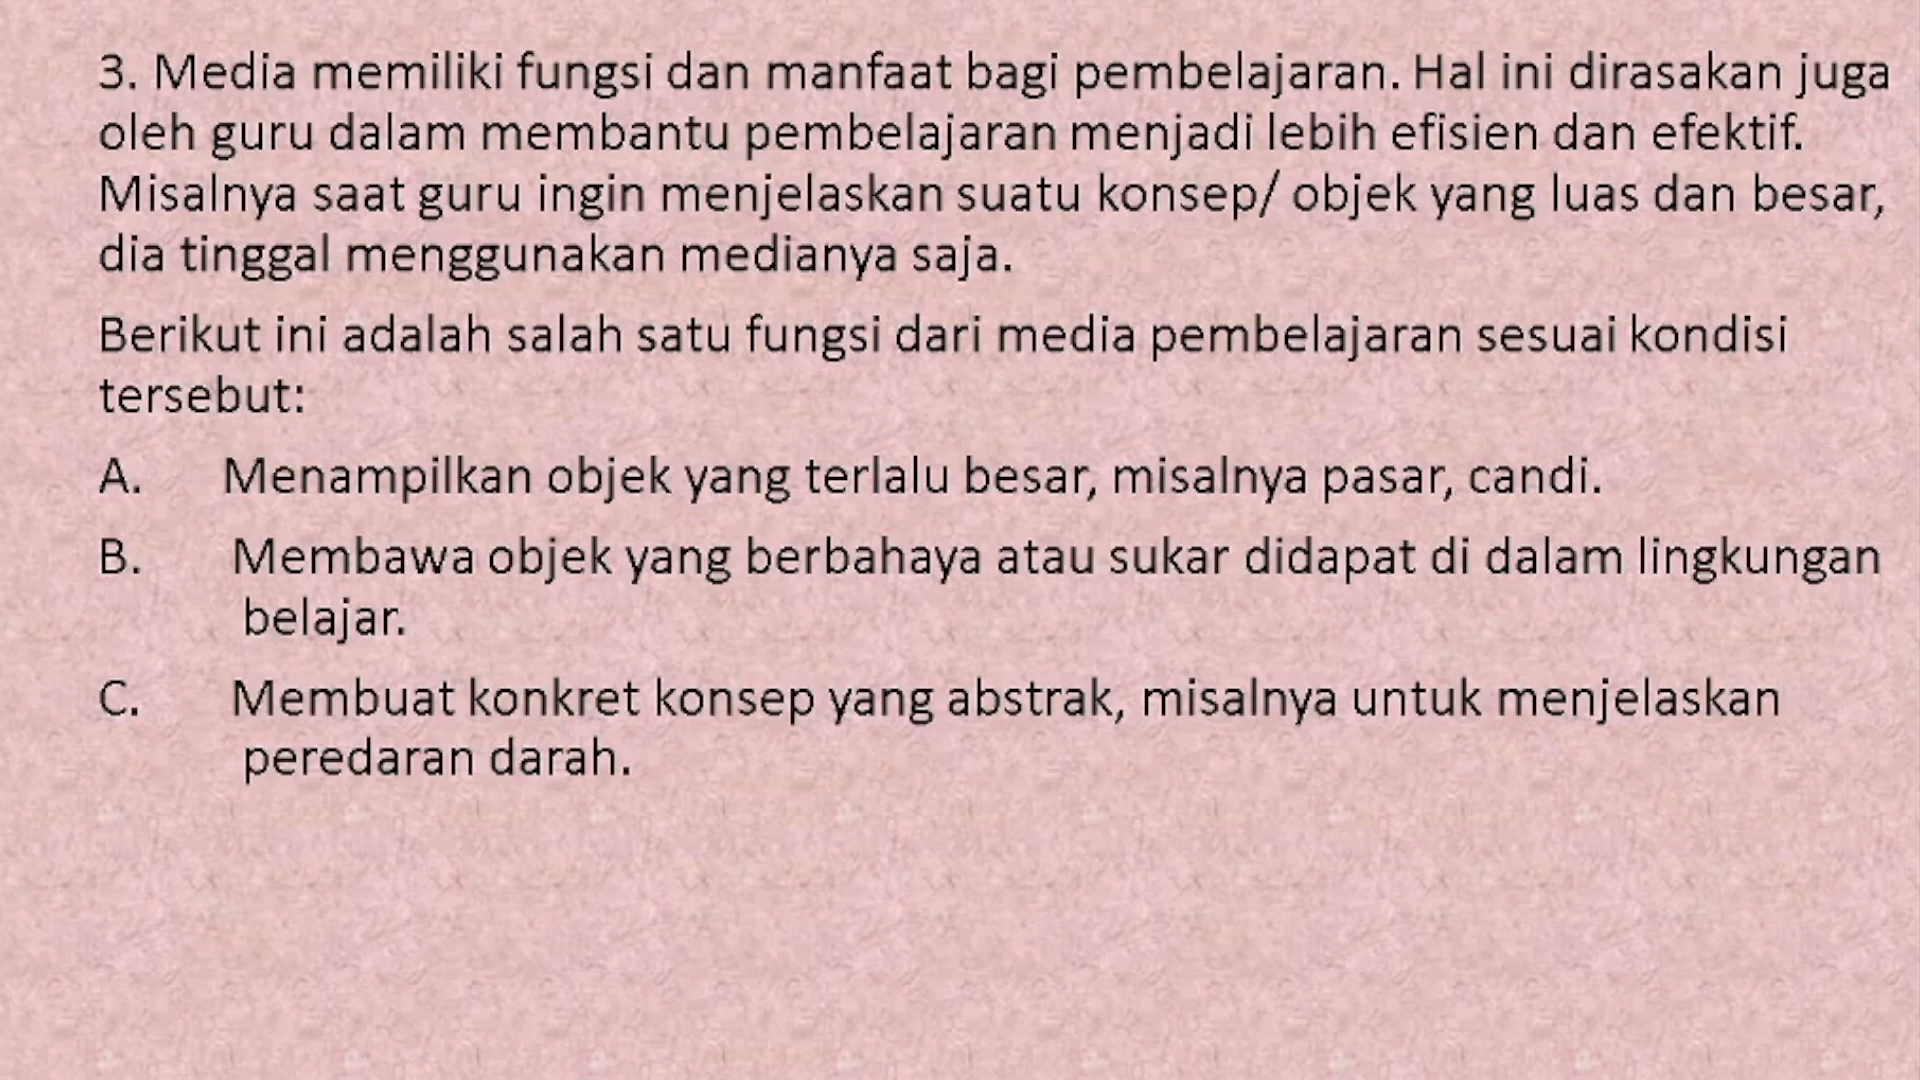 3. Media memiliki fungsi dan manfaat bagi pembelajaran. Hal ini dirasakan juga
oleh guru dalam membantu pembelajaran menjadi lebih efisien dan efektif.
Misalnya saat guru ingin menjelaskan suatu konsep/ objek yang luas dan besar,
dia tinggal menggunakan medianya saja.
Berikut ini adalah salah satu fungsi dari media pembelajaran sesuai kondisi
tersebut:
A. Menampilkan objek yang terlalu besar, misalnya pasar, candi.
B. Membawa objek yang berbahaya atau sukar didapat di dalam lingkungan
belajar.
C. Membuat konkret konsep yang abstrak, misalnya untuk menjelaskan
peredaran darah.